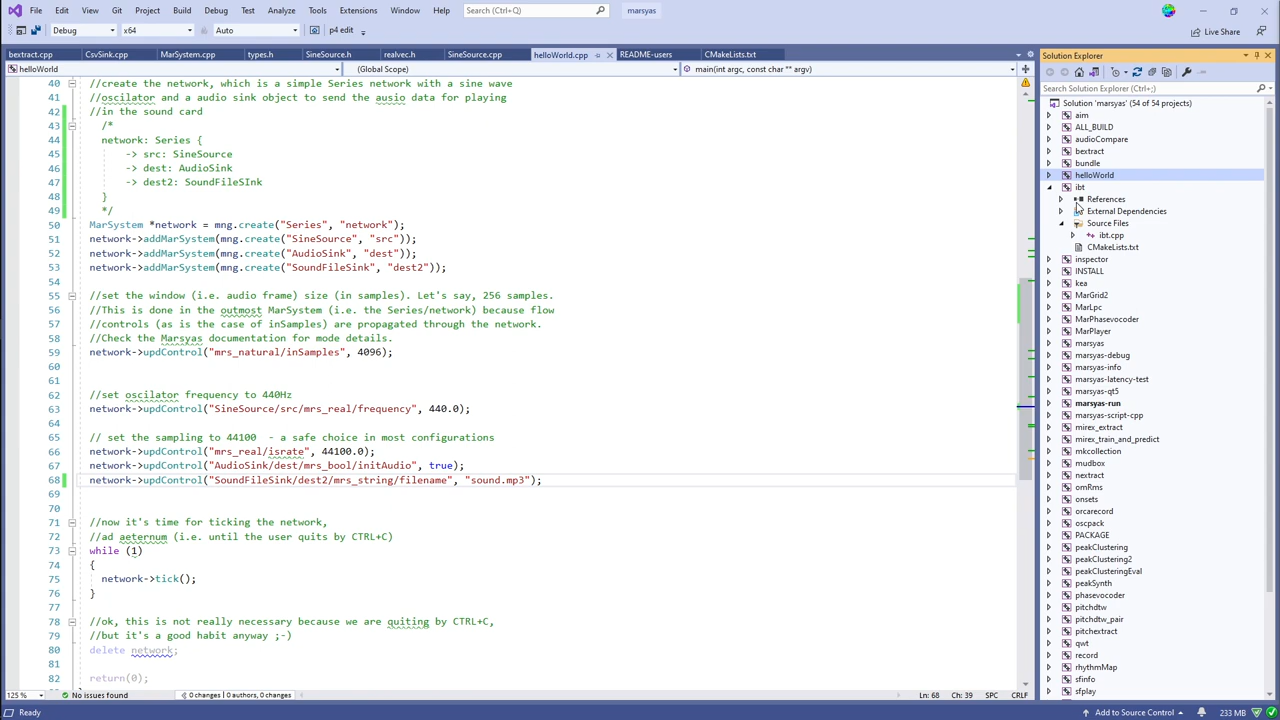 File Edit View Git Project Build Debug Test Analyze Tools Extensions Window Help Search (Ctrl+Q) marsyas
Debug x64 Auto p4 edit Live Share
bextract.cpp CsvSink.cpp MarSystem.cpp types.h SineSource.h realvec.h SineSource.cpp helloWorld.cpp README-users CMakeLists.txt
helloWorld (Global Scope) main(int argc, const char ** argv)
40 //create the network, which is a simple series network with a sine wave
41 //oscilator and a audio sink object to send the ausio data for playing
42 //in the sound card
43 /*
44 network: Series {
45 -> src: SineSource
46 -> dest: AudioSink
47 -> dest2: SoundFileSInk
48 }
49 */
50 MarSystem *network = mng.create("Series", "network");
51 network->addMarSystem(mng.create("SineSource", "src"));
52 network->addMarSystem(mng.create("AudioSink", "dest"));
53 network->addMarSystem(mng.create("SoundFileSink", "dest2"));
54
55 //set the window (i.e. audio frame) size (in samples). Let's say, 256 samples.
56 //This is done in the outmost MarSystem (i.e. the Series/network) because flow
57 //controls (as is the case of inSamples) are propagated through the network.
58 //Check the Marsyas documentation for mode details.
59 network->updControl("mrs_natural/inSamples", 4096);
60
61
62 //set oscilator frequency to 440Hz
63 network->updControl("SineSource/src/mrs_real/frequency", 440.0);
64
65 // set the sampling to 44100  - a safe choice in most configurations
66 network->updControl("mrs_real/israte", 44100.0);
67 network->updControl("AudioSink/dest/mrs_bool/initAudio", true);
68 network->updControl("SoundFileSink/dest2/mrs_string/filename", "sound.mp3");
69
70
71 //now it's time for ticking the network,
72 //ad aeternum (i.e. until the user quits by CTRL+C)
73 while (1)
74 {
75 network->tick();
76 }
77
78 //ok, this is not really necessary because we are quiting by CTRL+C,
79 //but it's a good habit anyway ;-)
80 delete network;
81
82 return(0);
125 % No issues found 0 changes | 0 authors, 0 changes Ln: 68 Ch: 39 SPC CRLF
Ready Add to Source Control 233 MB
Solution Explorer
Search Solution Explorer (Ctrl+;)
Solution 'marsyas' (54 of 54 projects)
aim
ALL_BUILD
audioCompare
bextract
bundle
helloWorld
ibt
References
External Dependencies
Source Files
ibt.cpp
CMakeLists.txt
inspector
INSTALL
kea
MarGrid2
MarLpc
MarPhasevocoder
MarPlayer
marsyas
marsyas-debug
marsyas-info
marsyas-latency-test
marsyas-qt5
marsyas-run
marsyas-script-cpp
mirex_extract
mirex_train_and_predict
mkcollection
mudbox
nextract
omRms
onsets
orcarecord
oscpack
PACKAGE
peakClustering
peakClustering2
peakClusteringEval
peakSynth
phasevocoder
pitchdtw
pitchdtw_pair
pitchextract
qwt
record
rhythmMap
sfinfo
sfplay